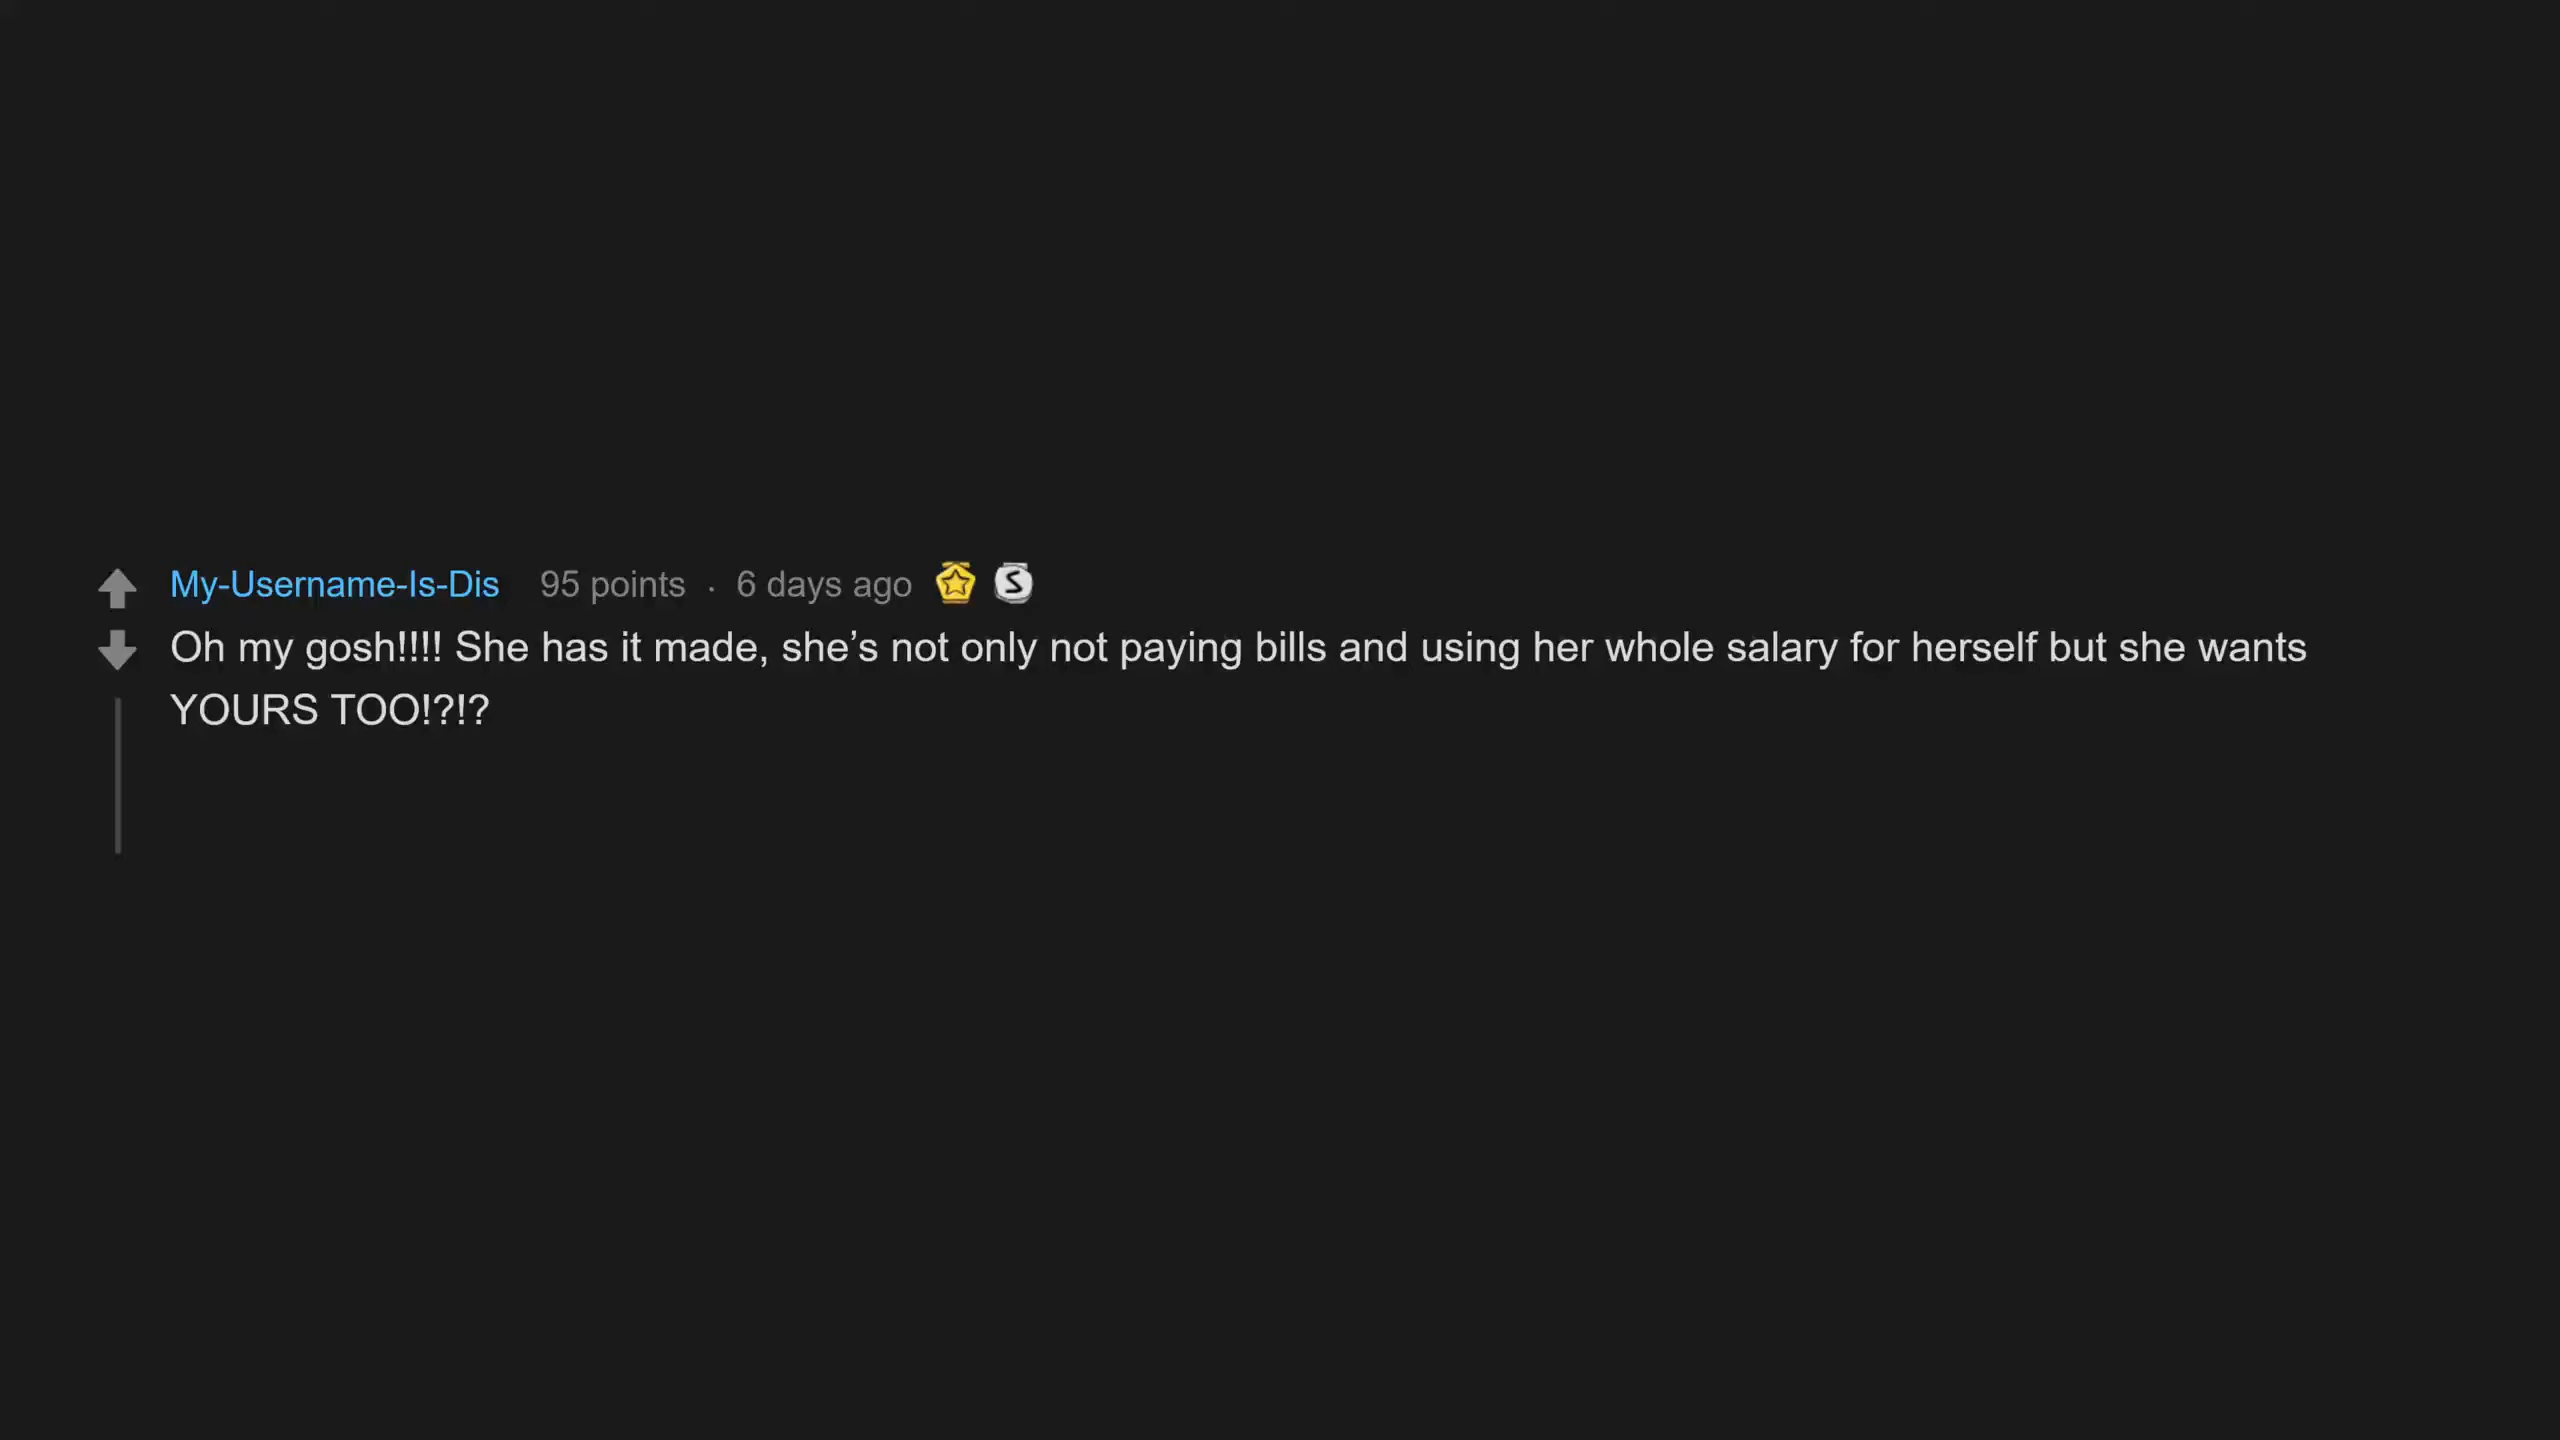 My-Username-Is-Dis 95 points · 6 days ago S
Oh my gosh!!!! She has it made, she’s not only not paying bills and using her whole salary for herself but she wants
YOURS TOO!?!?